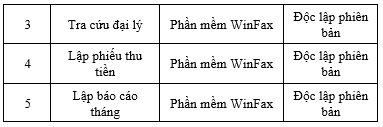 3 Tra cứu đại lý Phần mềm WinFax Độc lập phiên
bản
4 Lập phiếu thu
tiền Phần mềm WinFax Độc lập phiên
bản
5 Lập báo cáo
tháng Phần mềm WinFax Độc lập phiên
bản